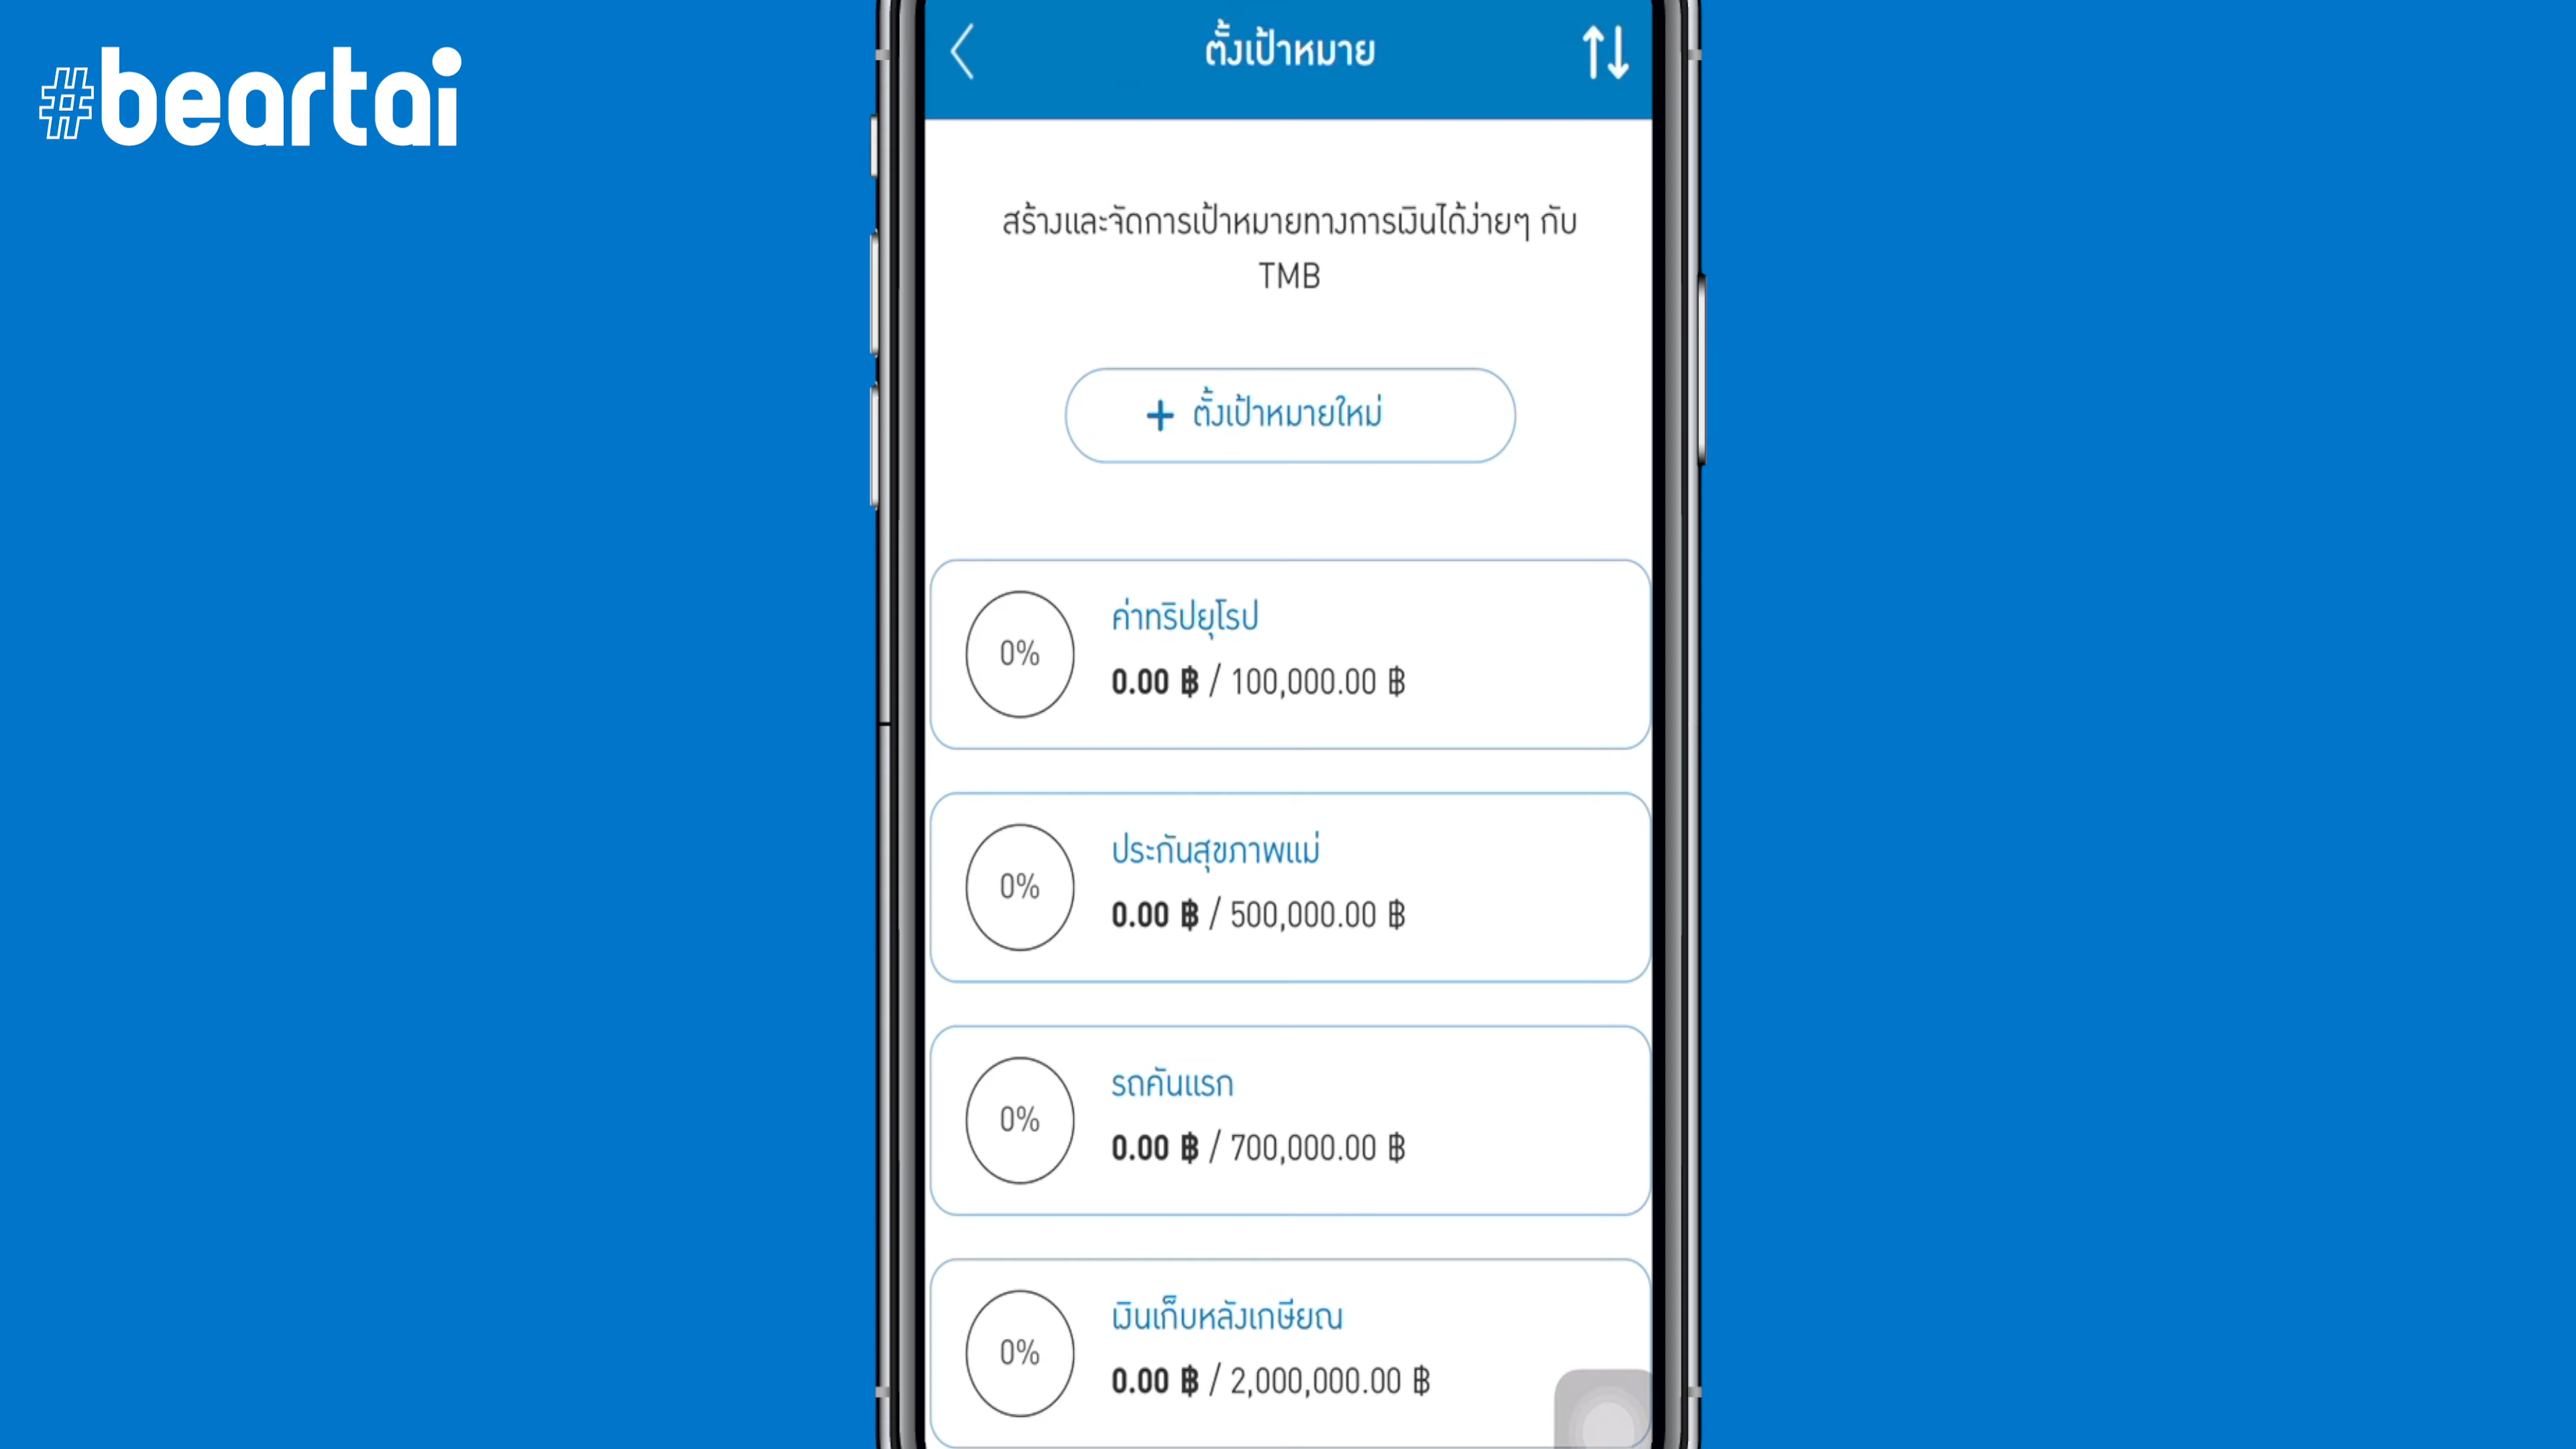 #beartai
ตั้งเป้าหมาย
สร้างและจัดการเป้าหมายทางการเงินได้ง่ายๆ กับ
TMB
+ ตั้งเป้าหมายใหม่
0%
ค่าทริปยุโรป
0.00 ฿ / 100,000.00 ฿
0%
ประกันสุขภาพแม่
0.00 ฿ / 500,000.00 ฿
0%
รถคันแรก
0.00 ฿ / 700,000.00 ฿
0%
เงินเก็บหลังเกษียณ
0.00 ฿ / 2,000,000.00 ฿